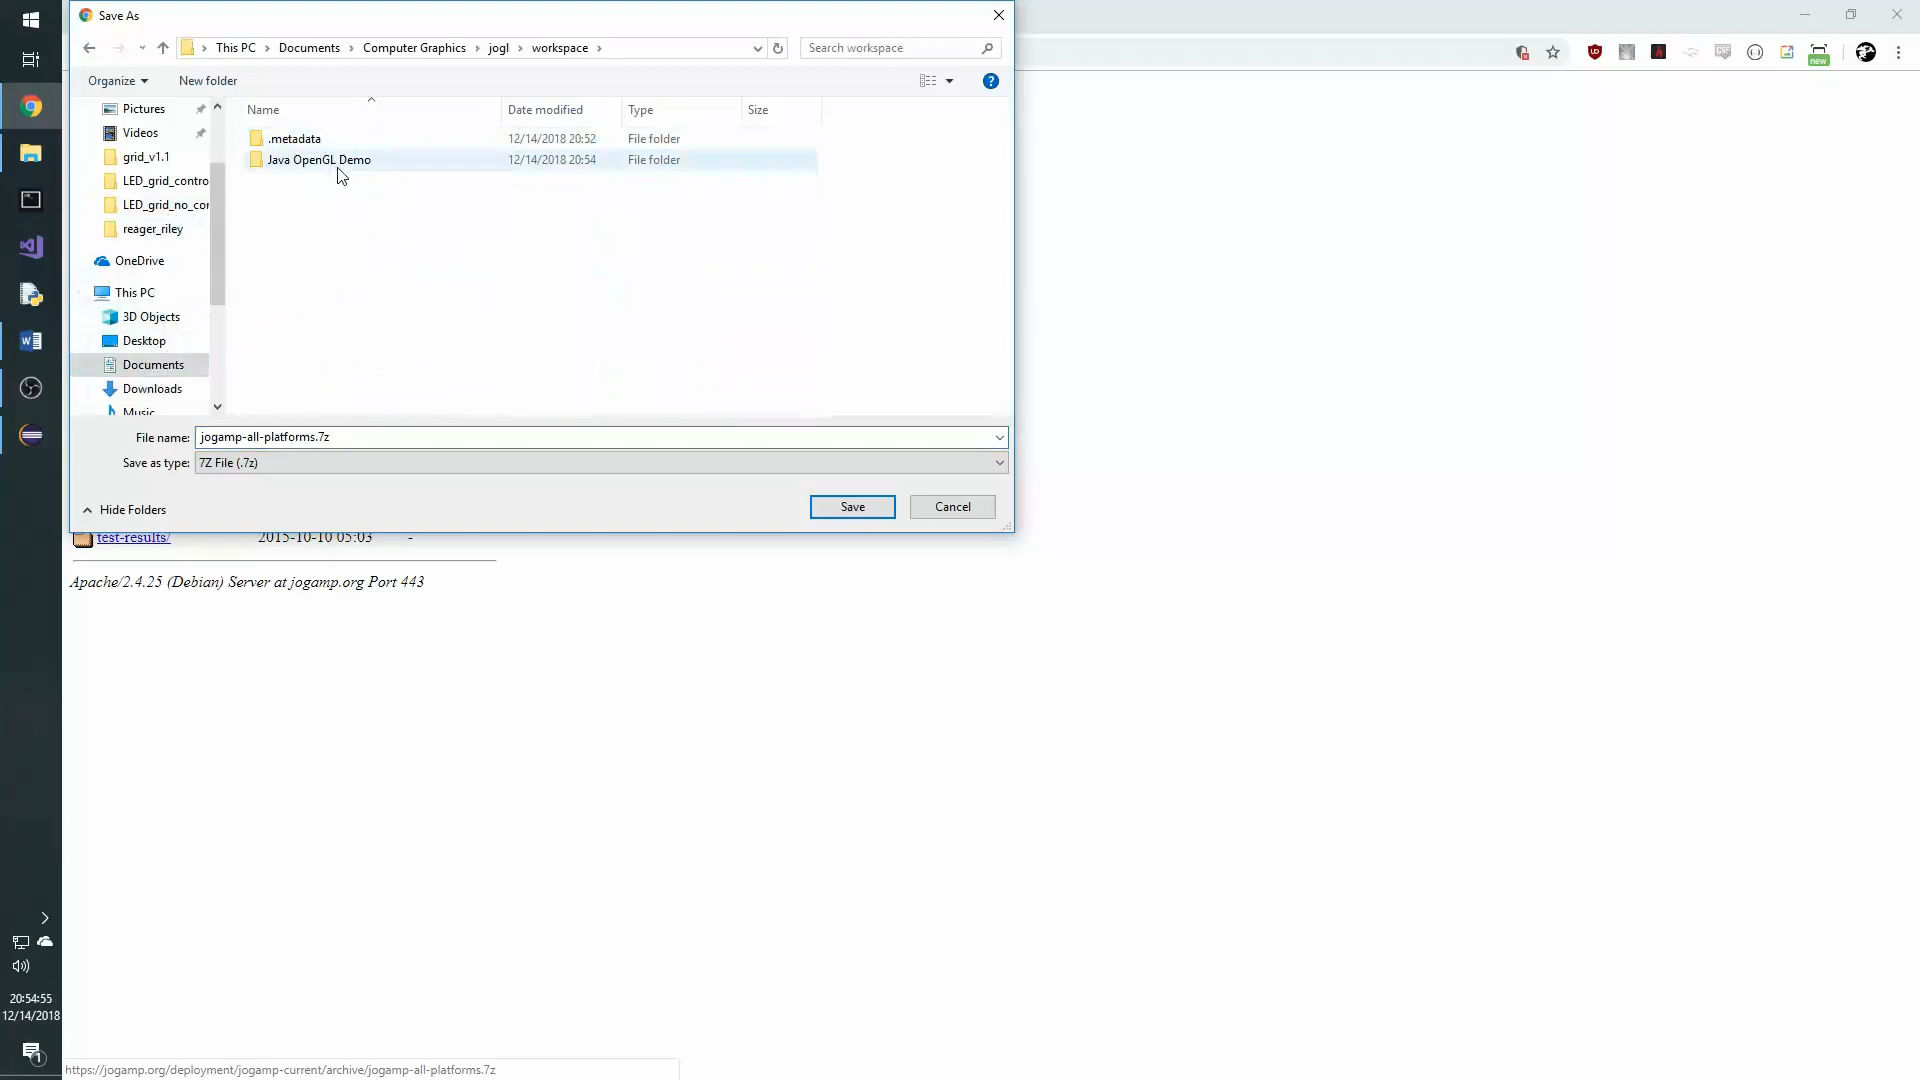 Save As
This PC > Documents > Computer Graphics > jogl > workspace >
Search workspace
Organize
New folder
Name
Date modified
Type
Size
Pictures
Videos
grid_v1.1
LED_grid_contro
LED_grid_no_cor
reager_riley
OneDrive
This PC
3D Objects
Desktop
Documents
Downloads
Music
.metadata 12/14/2018 20:52 File folder
Java OpenGL Demo 12/14/2018 20:54 File folder
File name: jogamp-all-platforms.7z
Save as type: 7Z File (.7z)
Hide Folders
Save
Cancel
new
test-results/ 2015-10-10 05:03 -
Apache/2.4.25 (Debian) Server at jogamp.org Port 443
20:54:55
12/14/2018
1
https://jogamp.org/deployment/jogamp-current/archive/jogamp-all-platforms.7z